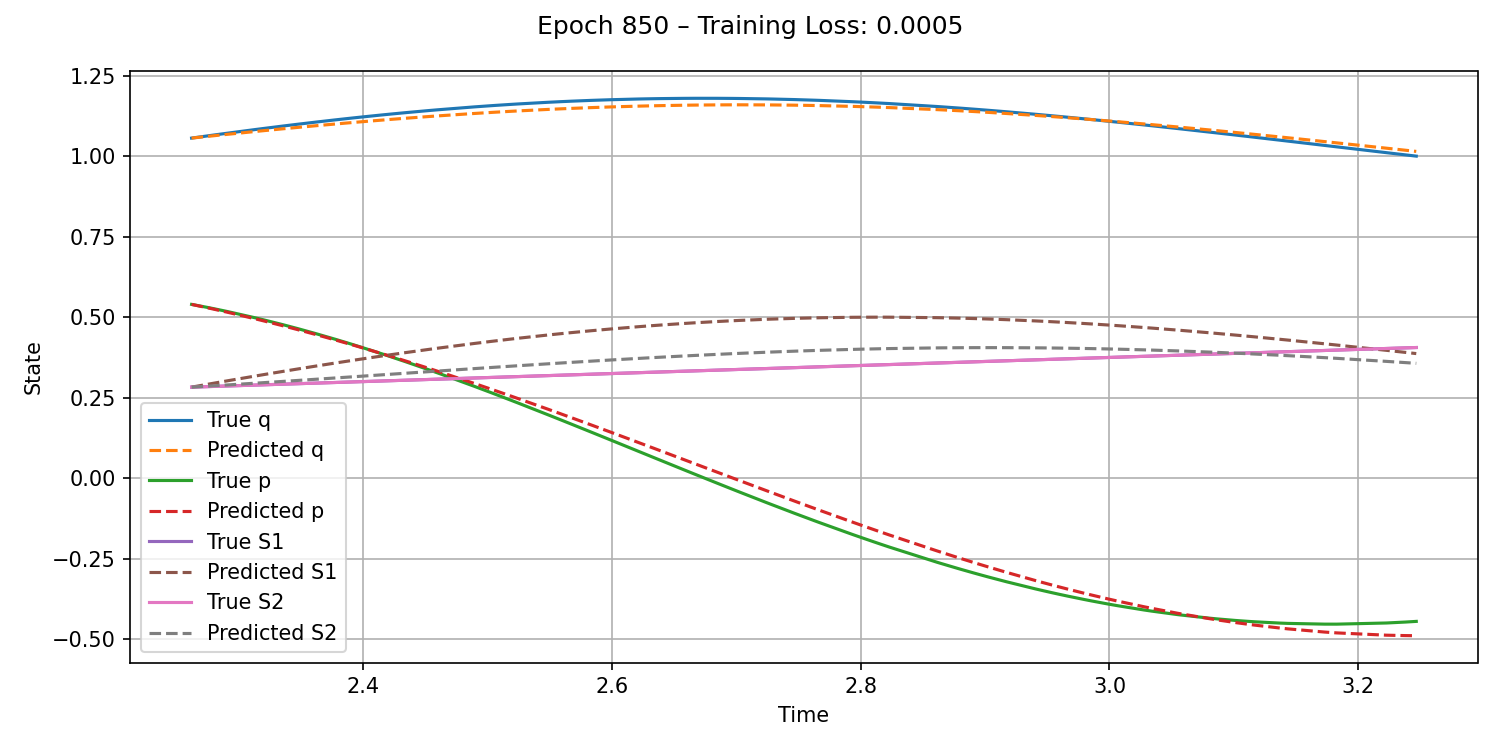 Epoch 850 – Training Loss: 0.0005
1.25
1.00
0.75
0.50
0.25
0.00
−0.25
−0.50
State
True q
Predicted q
True p
Predicted p
True S1
Predicted S1
True S2
Predicted S2
2.4
2.6
2.8
3.0
3.2
Time